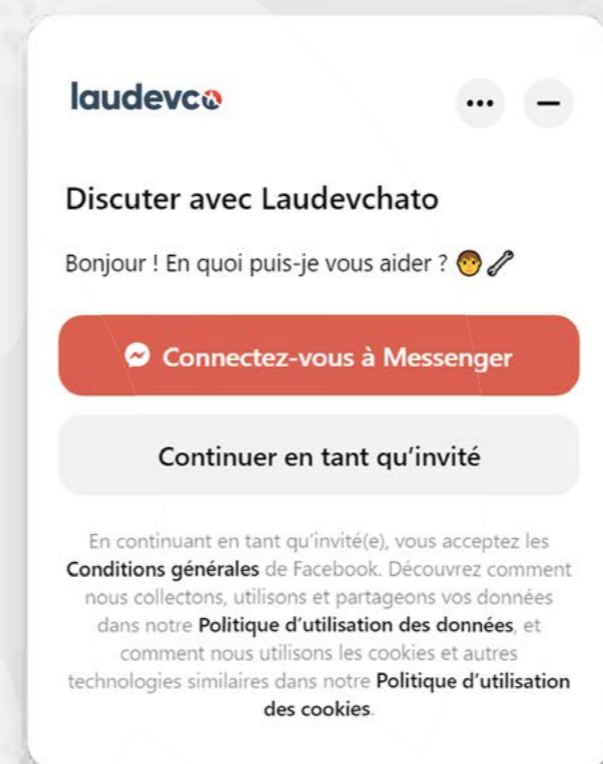 laudevco
Discuter avec Laudevchato
Bonjour ! En quoi puis-je vous aider ? 🧑🔧
Connectez-vous à Messenger
Continuer en tant qu’invité
En continuant en tant qu’invité(e), vous acceptez les
Conditions générales de Facebook. Découvrez comment
nous collectons, utilisons et partageons vos données
dans notre Politique d’utilisation des données, et
comment nous utilisons les cookies et autres
technologies similaires dans notre Politique d’utilisation
des cookies.